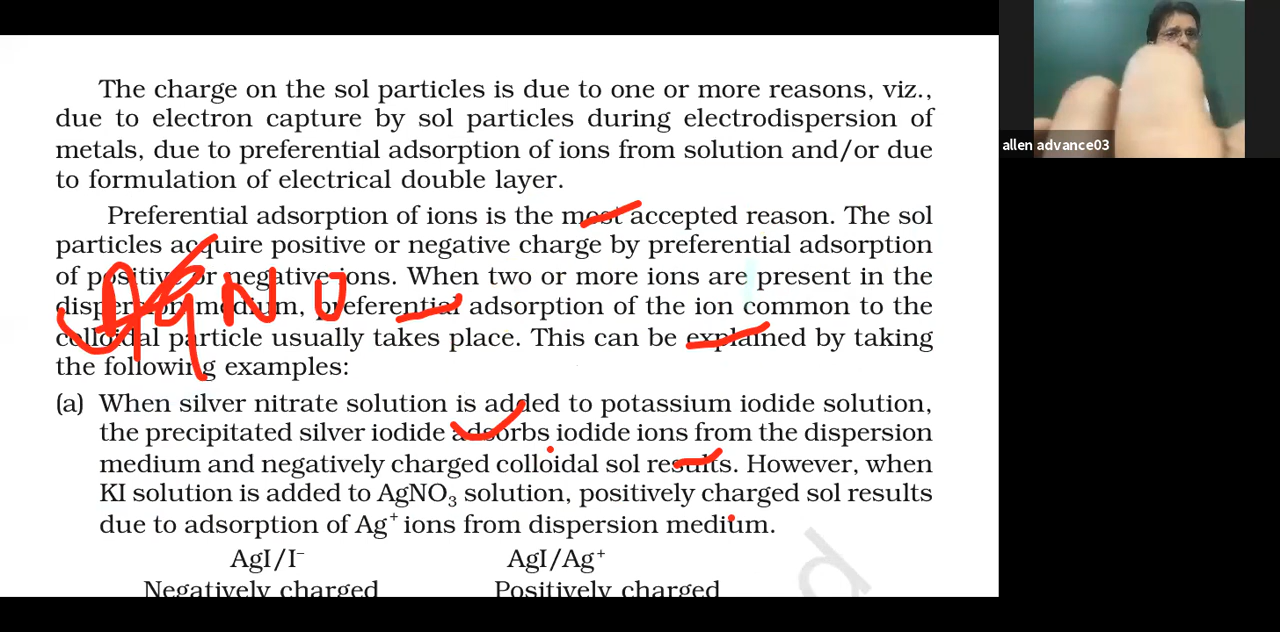 The charge on the sol particles is due to one or more reasons, viz.,
due to electron capture by sol particles during electrodispersion of
metals, due to preferential adsorption of ions from solution and/or due
to formulation of electrical double layer.
Preferential adsorption of ions is the most accepted reason. The sol
particles acquire positive or negative charge by preferential adsorption
of positive or negative ions. When two or more ions are present in the
dispersion medium, preferential adsorption of the ion common to the
colloidal particle usually takes place. This can be explained by taking
the following examples:
(a) When silver nitrate solution is added to potassium iodide solution,
the precipitated silver iodide adsorbs iodide ions from the dispersion
medium and negatively charged colloidal sol results. However, when
KI solution is added to AgNO₃ solution, positively charged sol results
due to adsorption of Ag⁺ ions from dispersion medium.
AgI/I⁻ AgI/Ag⁺
Negatively charged Positively charged
AgNO
d
allen advance03